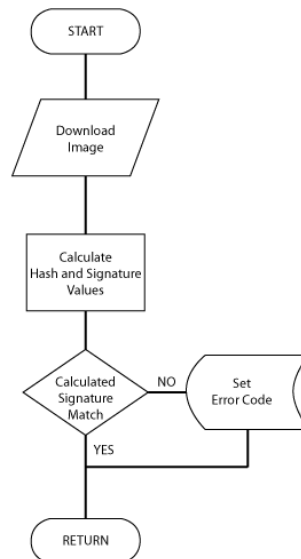 START
Download
Image
Calculate
Hash and Signature
Values
Calculated
Signature
Match
NO
Set
Error Code
YES
RETURN